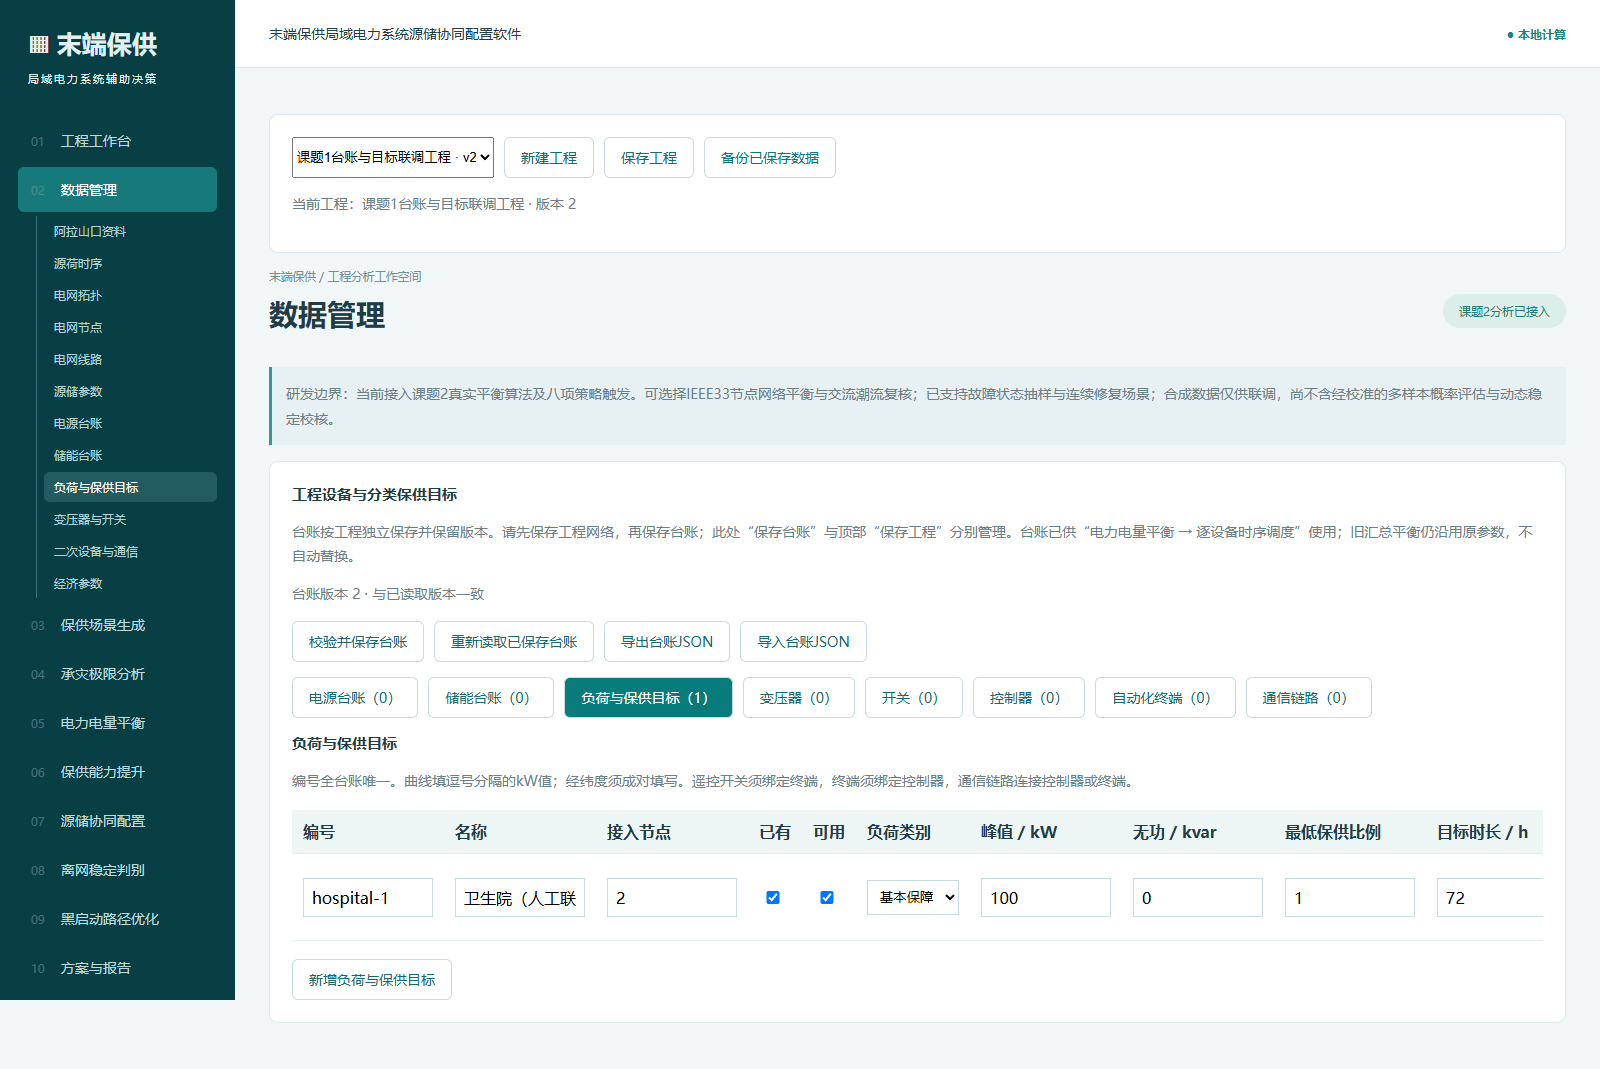 末端保供
局域电力系统辅助决策
01 工程工作台
02 数据管理
阿拉山口资料
源荷时序
电网拓扑
电网节点
电网线路
源储参数
电源台账
储能台账
负荷与保供目标
变压器与开关
二次设备与通信
经济参数
03 保供场景生成
04 承灾极限分析
05 电力电量平衡
06 保供能力提升
07 源储协同配置
08 离网稳定判别
09 黑启动路径优化
10 方案与报告
末端保供局域电力系统源储协同配置软件
● 本地计算
课题1台账与目标联调工程 · v2 新建工程 保存工程 备份已保存数据
当前工程：课题1台账与目标联调工程 · 版本 2
末端保供 / 工程分析工作空间
数据管理
课题2分析已接入
研发边界：当前接入课题2真实平衡算法及八项策略触发。可选择IEEE33节点网络平衡与交流潮流复核；已支持故障状态抽样与连续修复场景；合成数据仅供联调，尚不含经校准的多样本概率评估与动态稳
定校核。
工程设备与分类保供目标
台账按工程独立保存并保留版本。请先保存工程网络，再保存台账；此处“保存台账”与顶部“保存工程”分别管理。台账已供“电力电量平衡 → 逐设备时序调度”使用；旧汇总平衡仍沿用原参数，不
自动替换。
台账版本 2 · 与已读取版本一致
校验并保存台账 重新读取已保存台账 导出台账JSON 导入台账JSON
电源台账（0） 储能台账（0） 负荷与保供目标（1） 变压器（0） 开关（0） 控制器（0） 自动化终端（0） 通信链路（0）
负荷与保供目标
编号全台账唯一。曲线填逗号分隔的kW值；经纬度须成对填写。遥控开关须绑定终端，终端须绑定控制器，通信链路连接控制器或终端。
编号 名称 接入节点 已有 可用 负荷类别 峰值 / kW 无功 / kvar 最低保供比例 目标时长 / h
hospital-1 卫生院（人工联 2 基本保障 100 0 1 72
新增负荷与保供目标